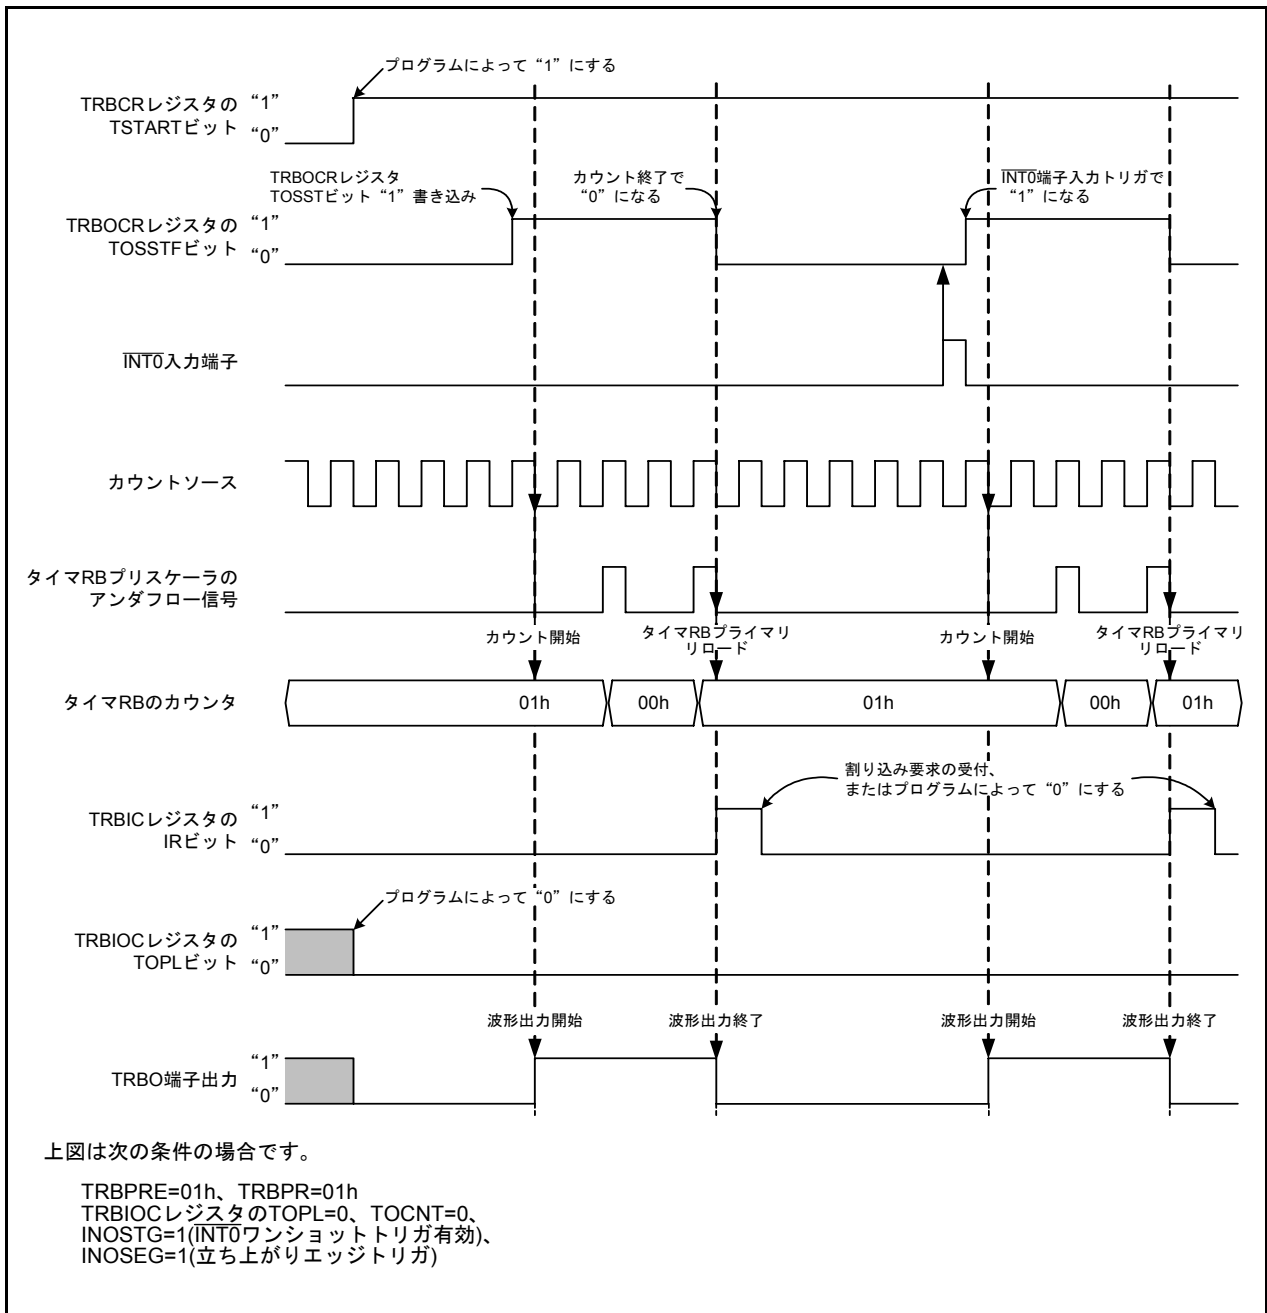 プログラムによって“1”にする
TRBCRレジスタの
TSTARTビット
“1”
“0”
TRBOCRレジスタ
TOSSTビット“1”書き込み
カウント終了で
“0”になる
INT0端子入力トリガで
“1”になる
TRBOCRレジスタの
TOSSTFビット
“1”
“0”
INT0入力端子
カウントソース
タイマRBプリスケーラの
アンダフロー信号
カウント開始
タイマRBプライマリ
リロード
カウント開始
タイマRBプライマリ
リロード
タイマRBのカウンタ
01h
00h
01h
00h
01h
割り込み要求の受付、
またはプログラムによって“0”にする
TRBICレジスタの
IRビット
“1”
“0”
プログラムによって“0”にする
TRBIOCレジスタの
TOPLビット
“1”
“0”
波形出力開始
波形出力終了
波形出力開始
波形出力終了
TRBO端子出力
“1”
“0”
上図は次の条件の場合です。
TRBPRE=01h、TRBPR=01h
TRBIOCレジスタのTOPL=0、TOCNT=0、
INOSTG=1(INT0ワンショットトリガ有効)、
INOSEG=1(立ち上がりエッジトリガ)